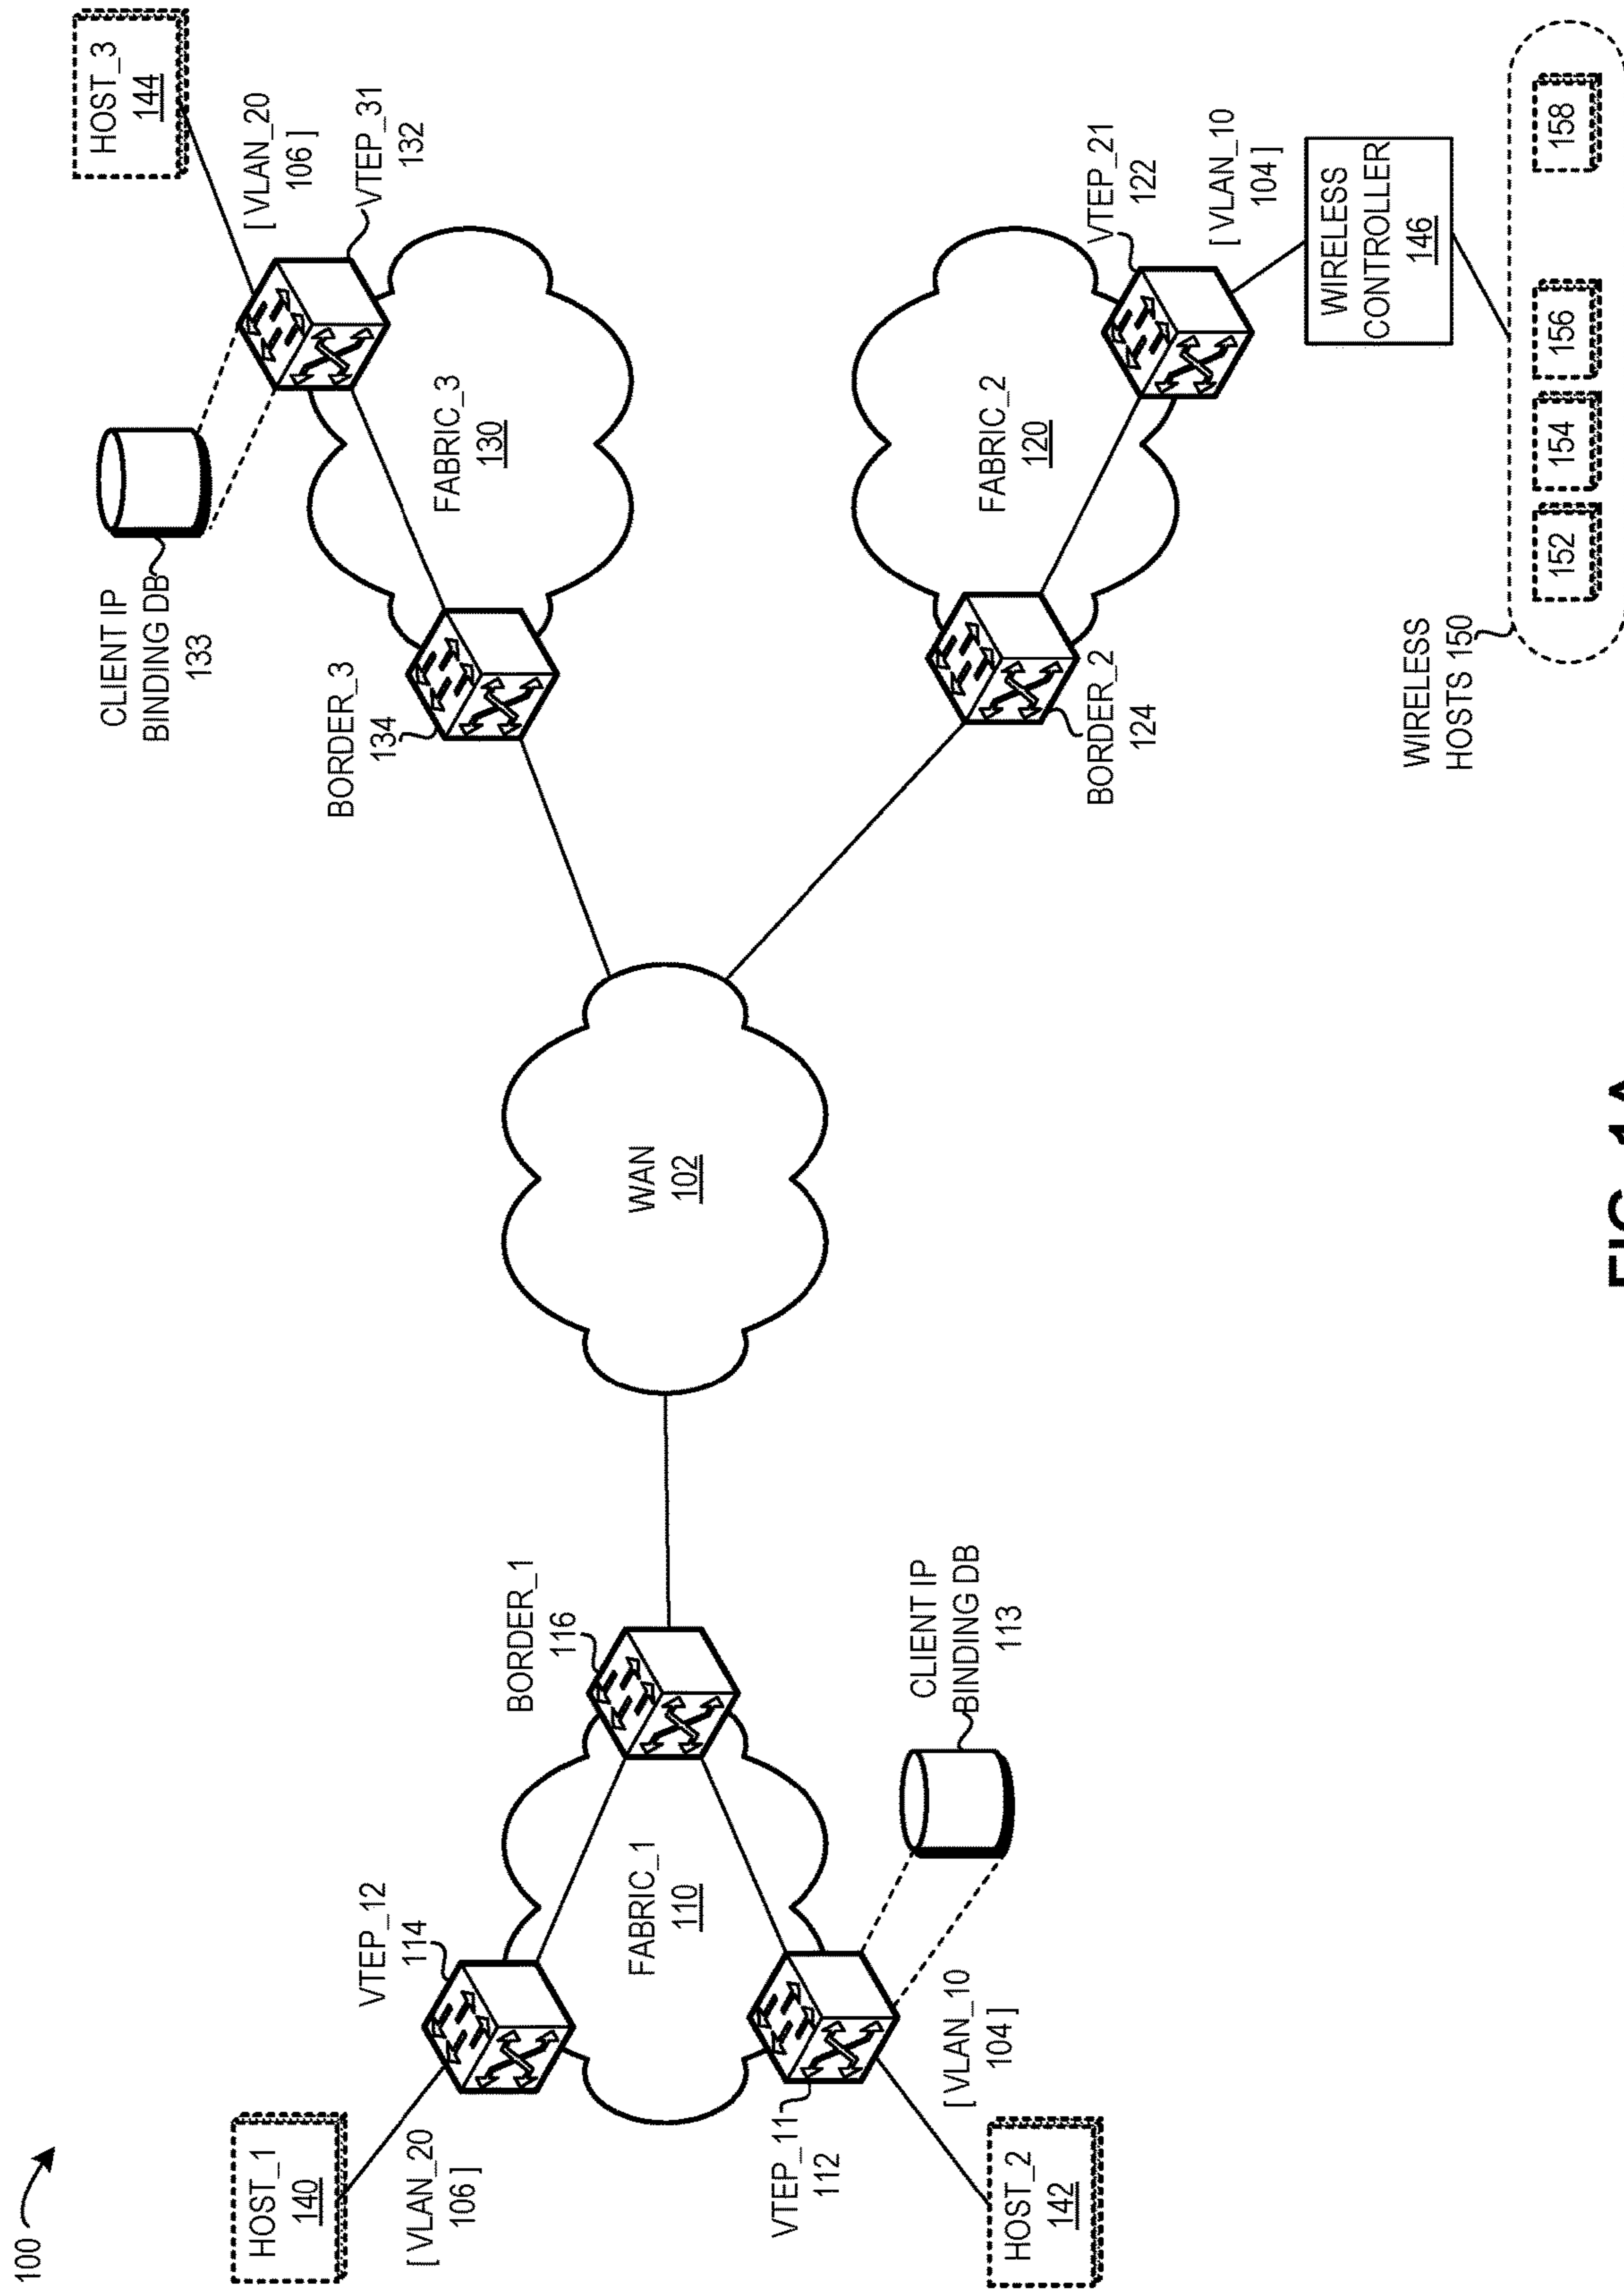 100
HOST_1
140
[ VLAN_20
106 ]
VTEP_12
114
BORDER_1
116
FABRIC_1
110
VTEP_11
112
[ VLAN_10
104 ]
HOST_2
142
CLIENT IP
BINDING DB
113
WAN
102
BORDER_3
134
CLIENT IP
BINDING DB
133
FABRIC_3
130
HOST_3
144
[ VLAN_20
106 ]
VTEP_31
132
BORDER_2
124
FABRIC_2
120
VTEP_21
122
[ VLAN_10
104 ]
WIRELESS
CONTROLLER
146
WIRELESS
HOSTS 150
152
154
156
158
FIG. 1A